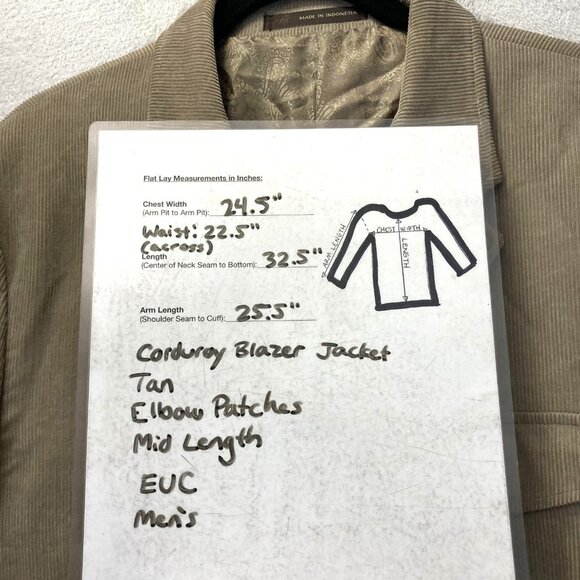 MADE IN INDONESIA
Flat Lay Measurements in Inches:
Chest Width
(Arm Pit to Arm Pit): 24.5"
Waist: 22.5"
(across)
Length
(Center of Neck Seam to Bottom): 32.5"
Arm Length
(Shoulder Seam to Cuff): 25.5"
ARM LENGTH
CHEST WIDTH
LENGTH
Corduroy Blazer Jacket
Tan
Elbow Patches
Mid Length
EUC
Men's